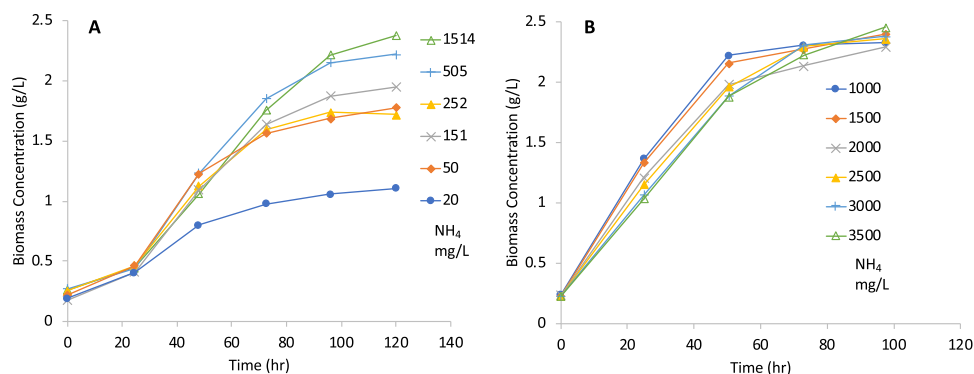 A
2.5
2
1.5
1
0.5
0
Biomass Concentration (g/L)
0 20 40 60 80 100 120 140
Time (hr)
1514
505
252
151
50
20
NH₄
mg/L
B
2.5
2
1.5
1
0.5
0
Biomass Concentration (g/L)
0 20 40 60 80 100 120
Time (hr)
1000
1500
2000
2500
3000
3500
NH₄
mg/L